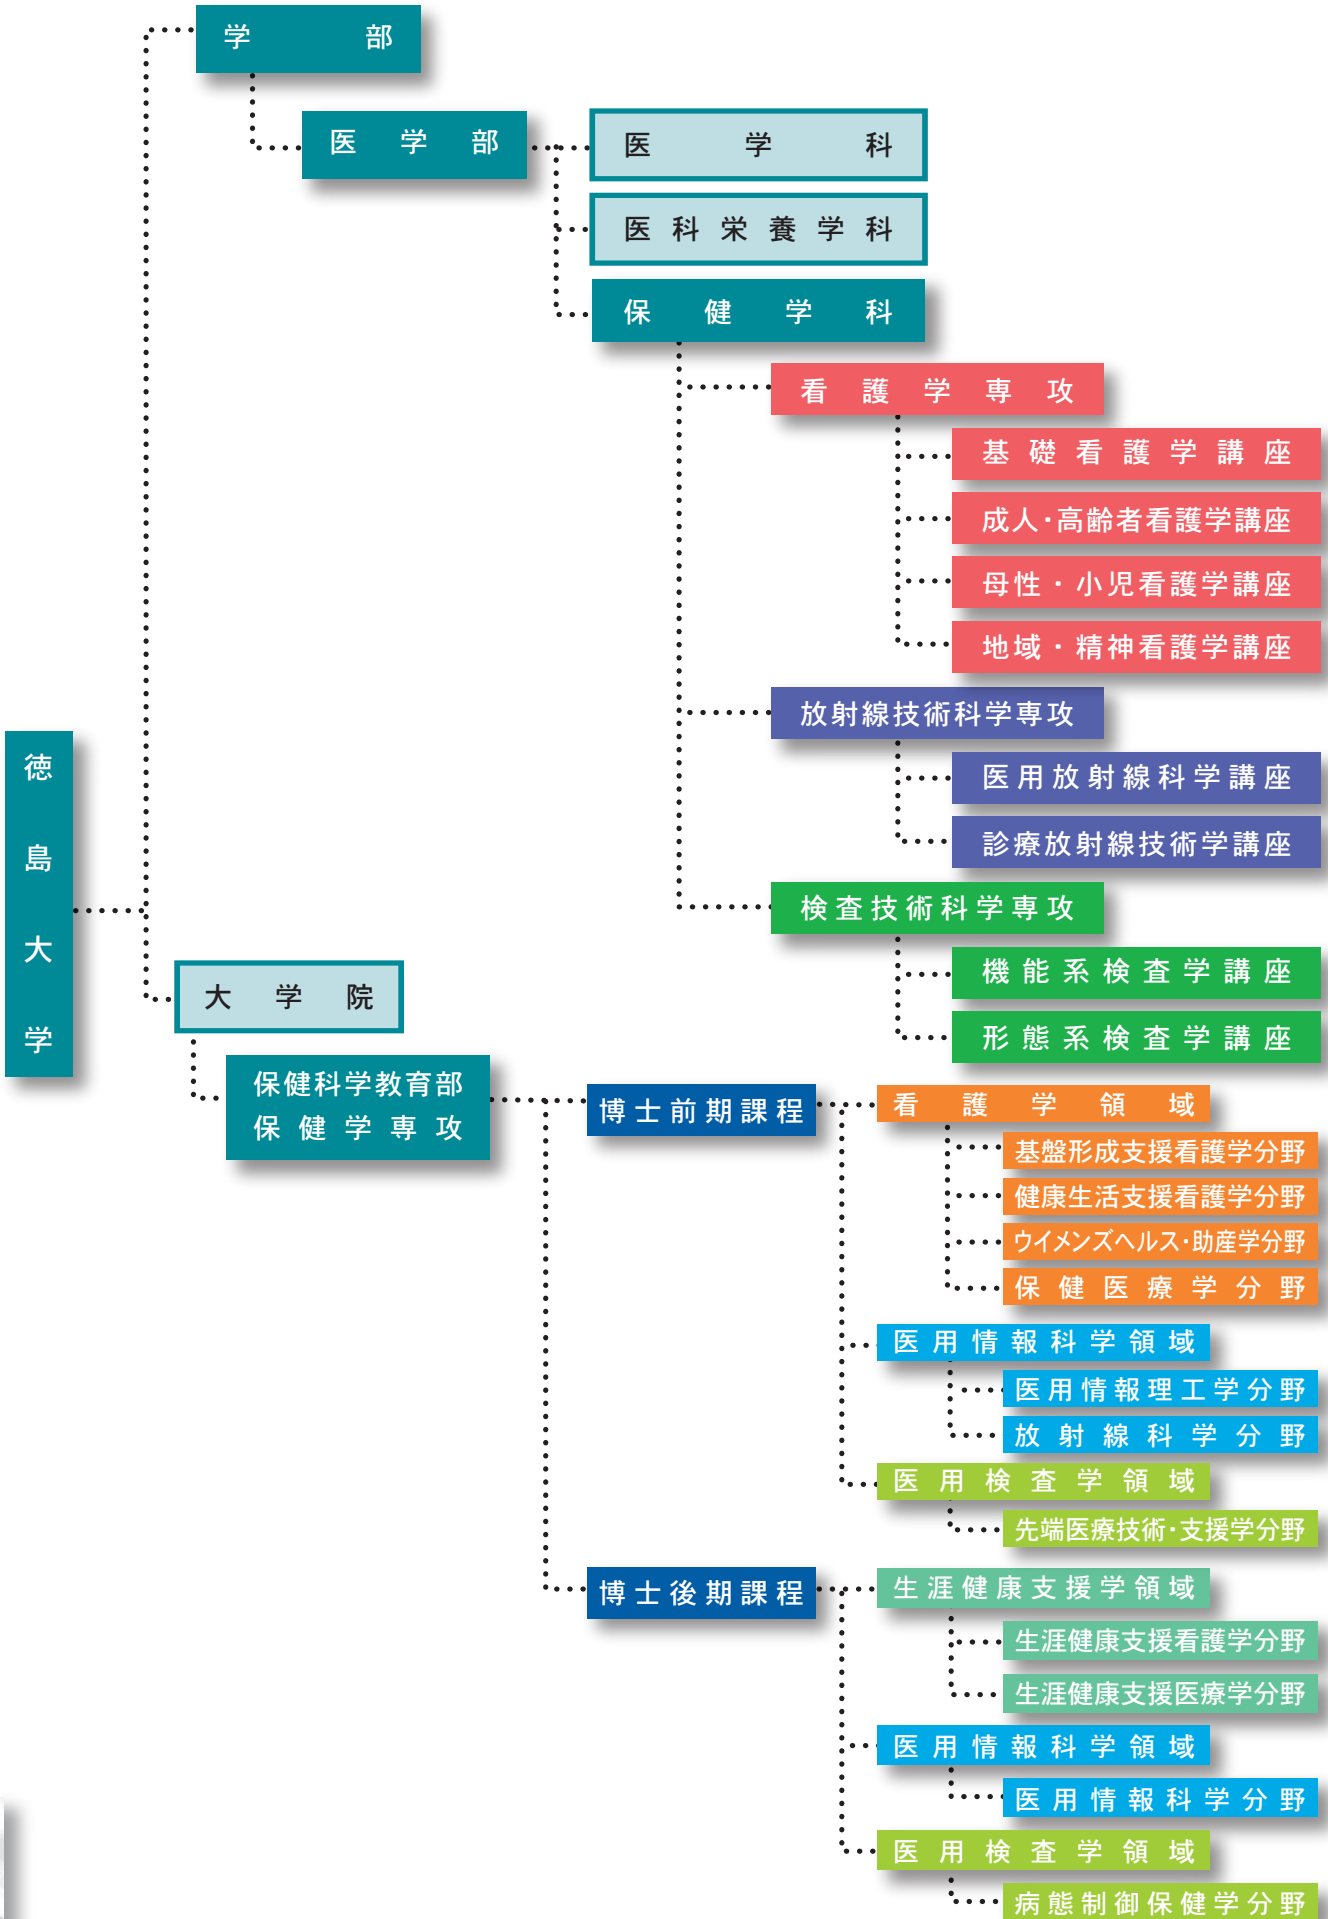 学部
医学部
医学科
医科栄養学科
保健学科
看護学専攻
基礎看護学講座
成人・高齢者看護学講座
母性・小児看護学講座
地域・精神看護学講座
放射線技術科学専攻
医用放射線科学講座
診療放射線技術学講座
検査技術科学専攻
機能系検査学講座
形態系検査学講座
徳島大学
大学院
保健科学教育部
保健学専攻
博士前期課程
看護学領域
基盤形成支援看護学分野
健康生活支援看護学分野
ウイメンズヘルス・助産学分野
保健医療学分野
医用情報科学領域
医用情報理工学分野
放射線科学分野
医用検査学領域
先端医療技術・支援学分野
博士後期課程
生涯健康支援学領域
生涯健康支援看護学分野
生涯健康支援医療学分野
医用情報科学領域
医用情報科学分野
医用検査学領域
病態制御保健学分野